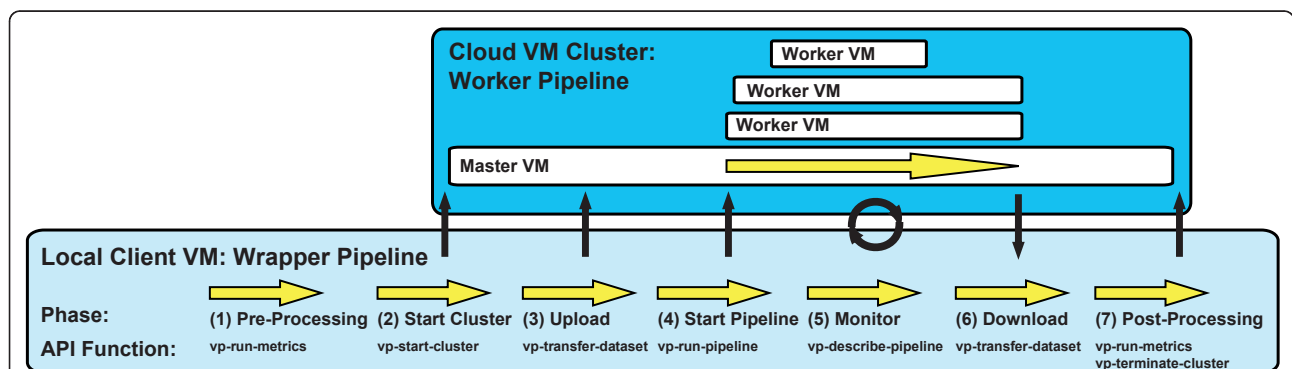 Cloud VM Cluster:
Worker Pipeline
Worker VM
Worker VM
Worker VM
Master VM
Local Client VM: Wrapper Pipeline
Phase: (1) Pre-Processing (2) Start Cluster (3) Upload (4) Start Pipeline (5) Monitor (6) Download (7) Post-Processing
API Function: vp-run-metrics vp-start-cluster vp-transfer-dataset vp-run-pipeline vp-describe-pipeline vp-transfer-dataset vp-run-metrics
vp-terminate-cluster